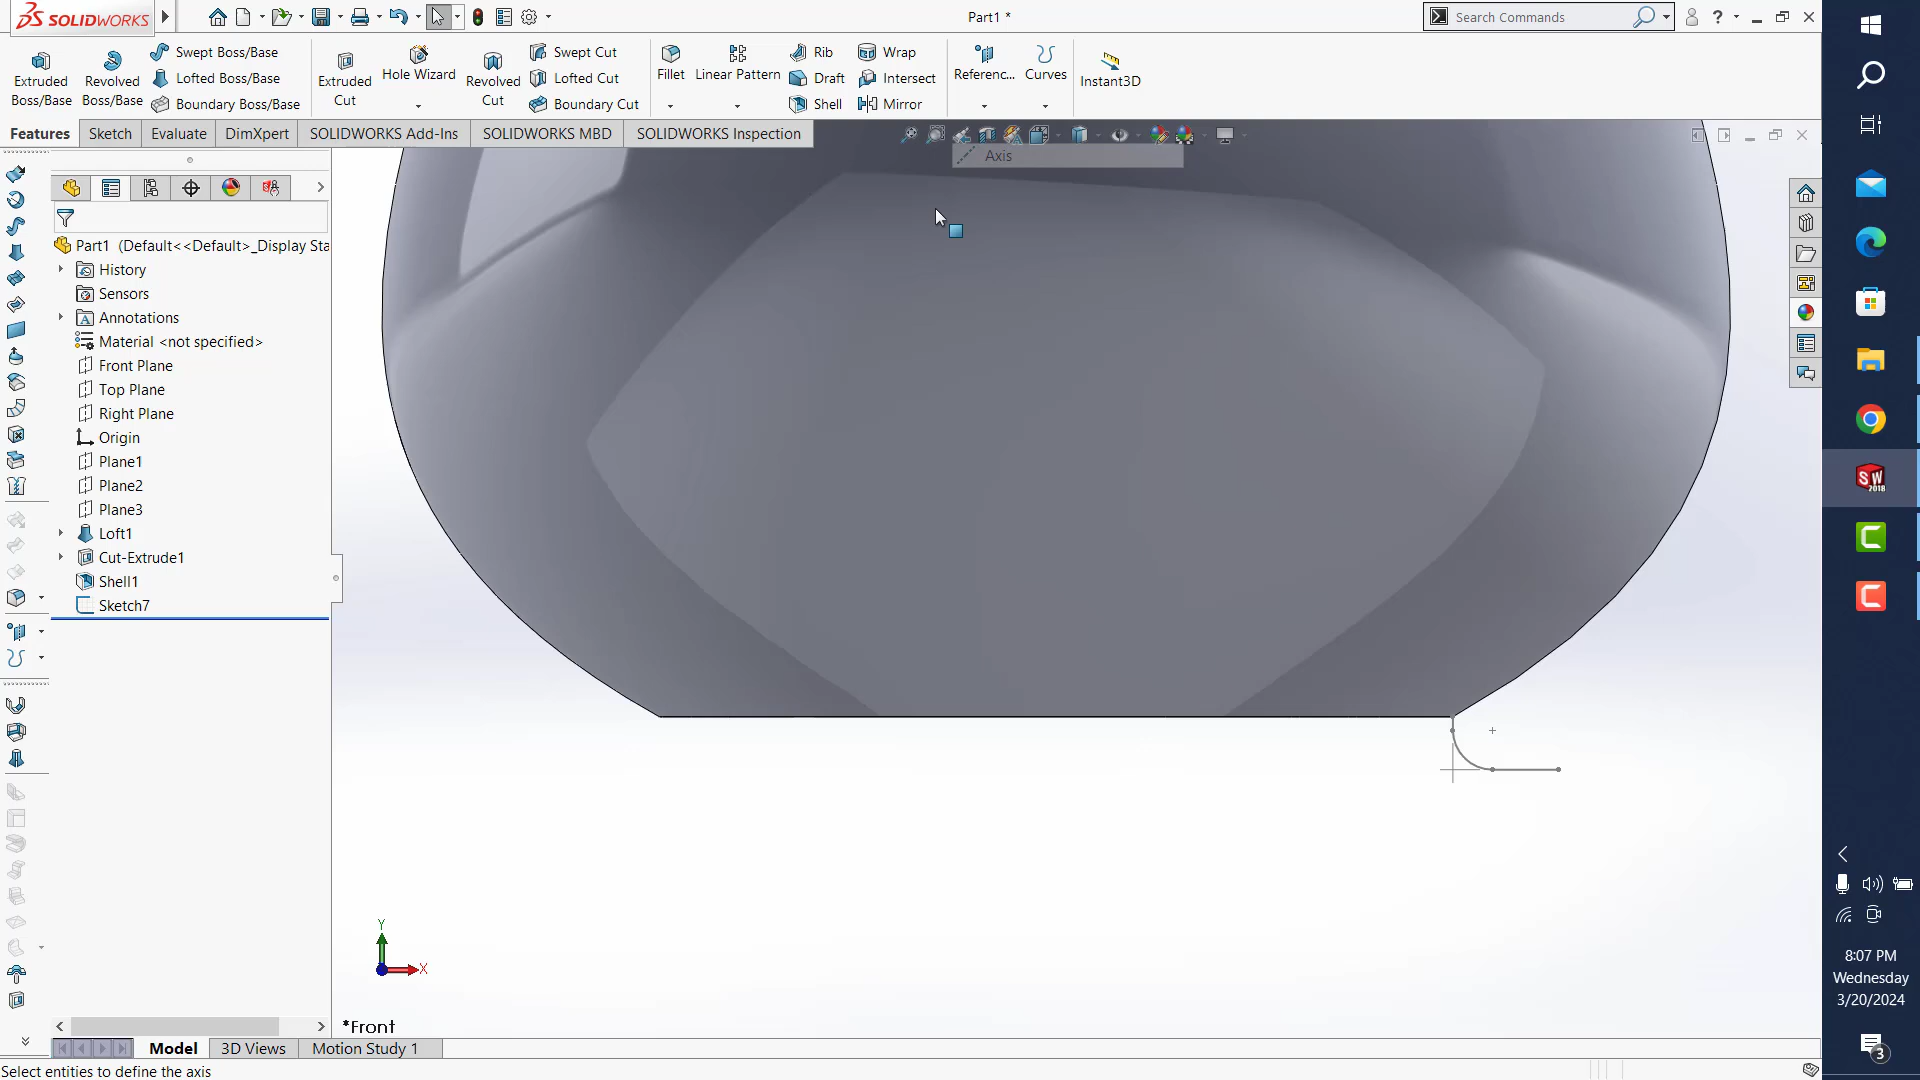 SOLIDWORKS
Part1 *
Search Commands
Extruded Boss/Base
Revolved Boss/Base
Swept Boss/Base
Lofted Boss/Base
Boundary Boss/Base
Extruded Cut
Hole Wizard
Revolved Cut
Swept Cut
Lofted Cut
Boundary Cut
Fillet
Linear Pattern
Rib
Draft
Shell
Wrap
Intersect
Mirror
Referenc...
Curves
Instant3D
Features
Sketch
Evaluate
DimXpert
SOLIDWORKS Add-Ins
SOLIDWORKS MBD
SOLIDWORKS Inspection
Axis
Part1 (Default<<Default>_Display Sta
History
Sensors
Annotations
Material <not specified>
Front Plane
Top Plane
Right Plane
Origin
Plane1
Plane2
Plane3
Loft1
Cut-Extrude1
Shell1
Sketch7
Y
X
*Front
Model
3D Views
Motion Study 1
Select entities to define the axis
SW
2018
8:07 PM
Wednesday
3/20/2024
3